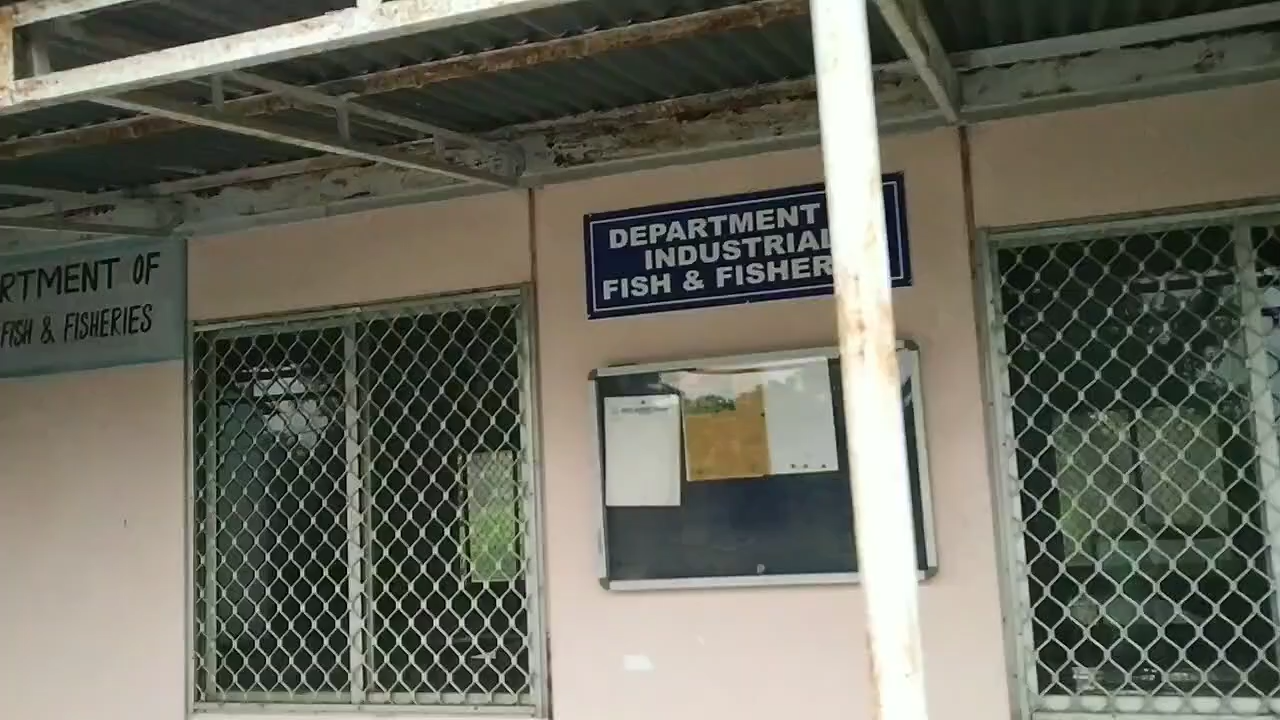 RTMENT OF
FISH & FISHERIES
DEPARTMENT
INDUSTRIAL
FISH & FISHER